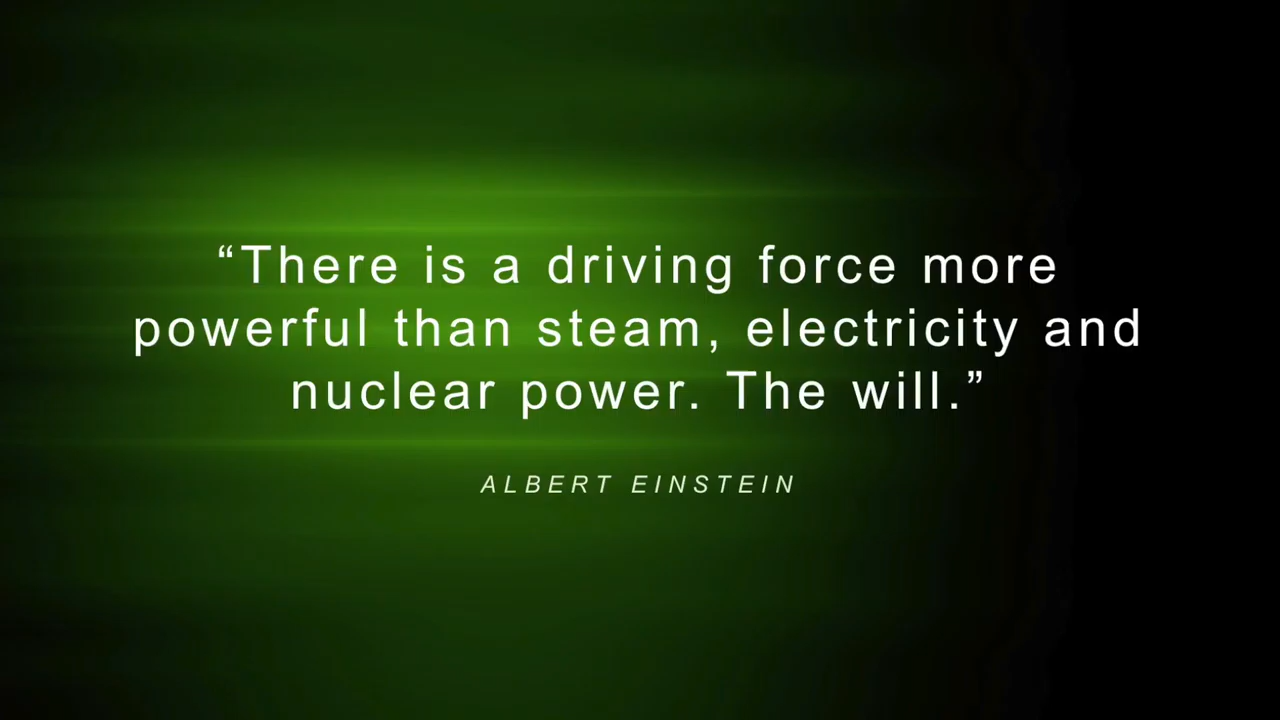 “There is a driving force more
powerful than steam, electricity and
nuclear power. The will.”
ALBERT EINSTEIN